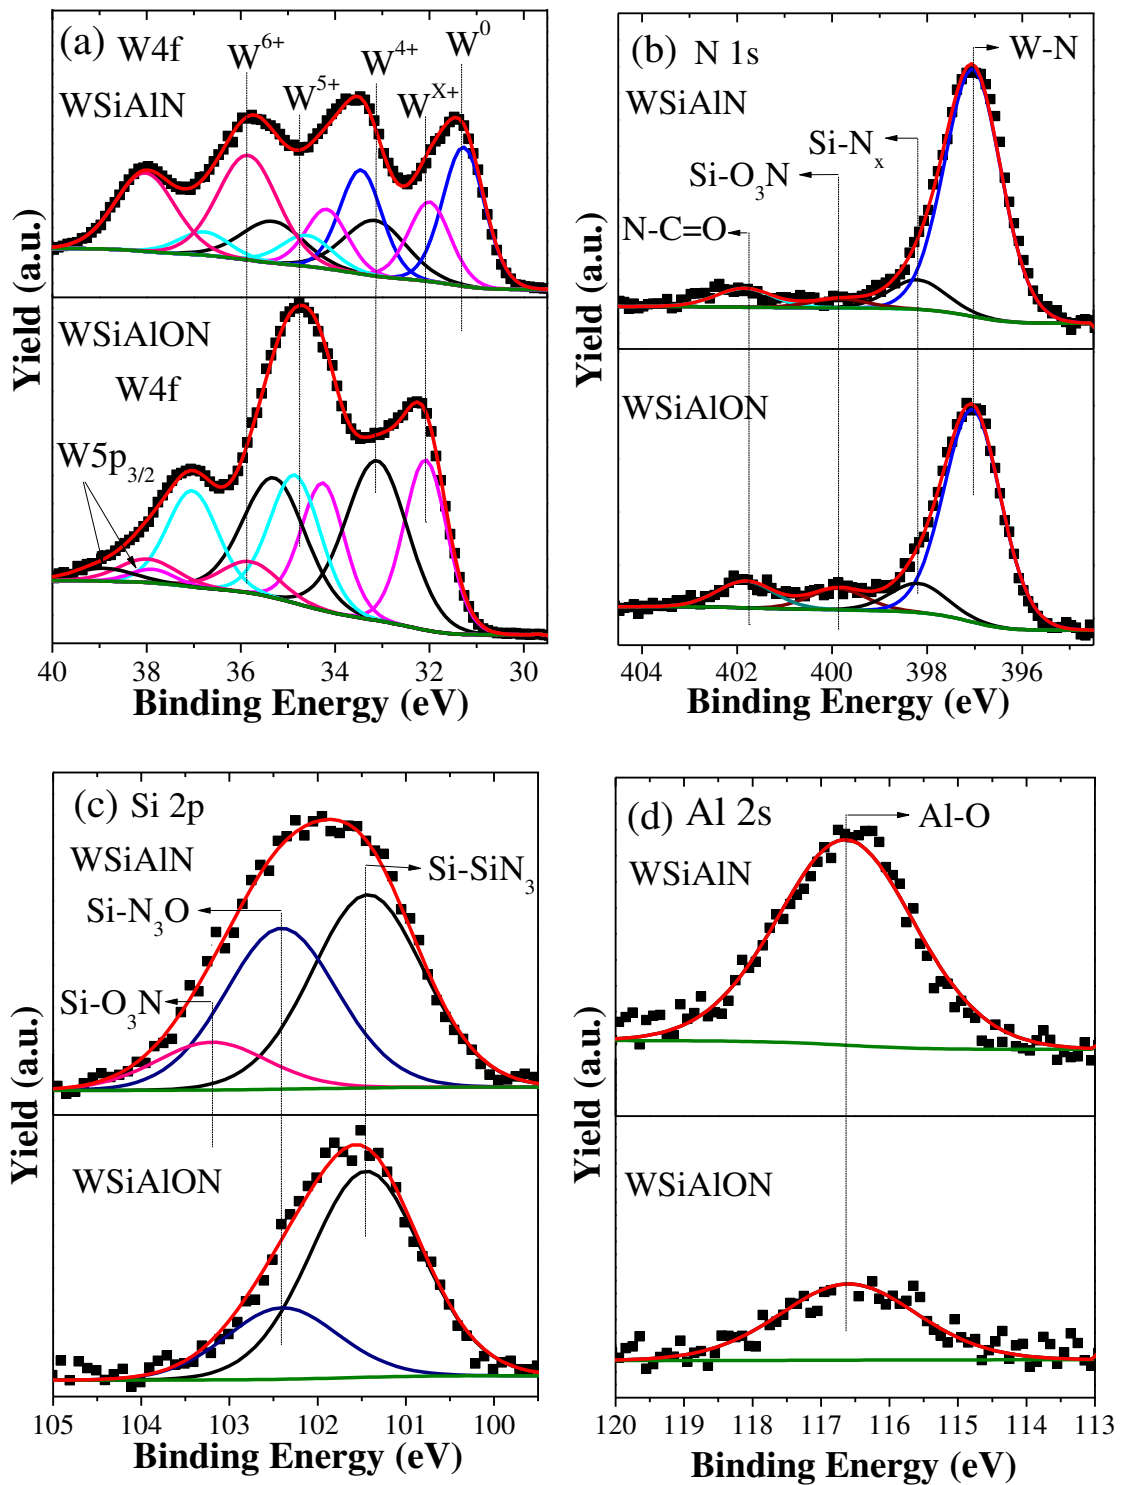 (a) W4f
WSiAlN
W⁶⁺
W⁵⁺
W⁴⁺
Wˣ⁺
W⁰
WSiAlON
W4f
W5p₃/₂
Yield (a.u.)
Yield (a.u.)
40 38 36 34 32 30
Binding Energy (eV)
(b) N 1s
WSiAlN
W-N
Si-Nₓ
Si-O₃N
N-C=O
WSiAlON
Yield (a.u.)
404 402 400 398 396
Binding Energy (eV)
(c) Si 2p
WSiAlN
Si-SiN₃
Si-N₃O
Si-O₃N
WSiAlON
Yield (a.u.)
105 104 103 102 101 100
Binding Energy (eV)
(d) Al 2s
WSiAlN
Al-O
WSiAlON
Yield (a.u.)
120 119 118 117 116 115 114 113
Binding Energy (eV)